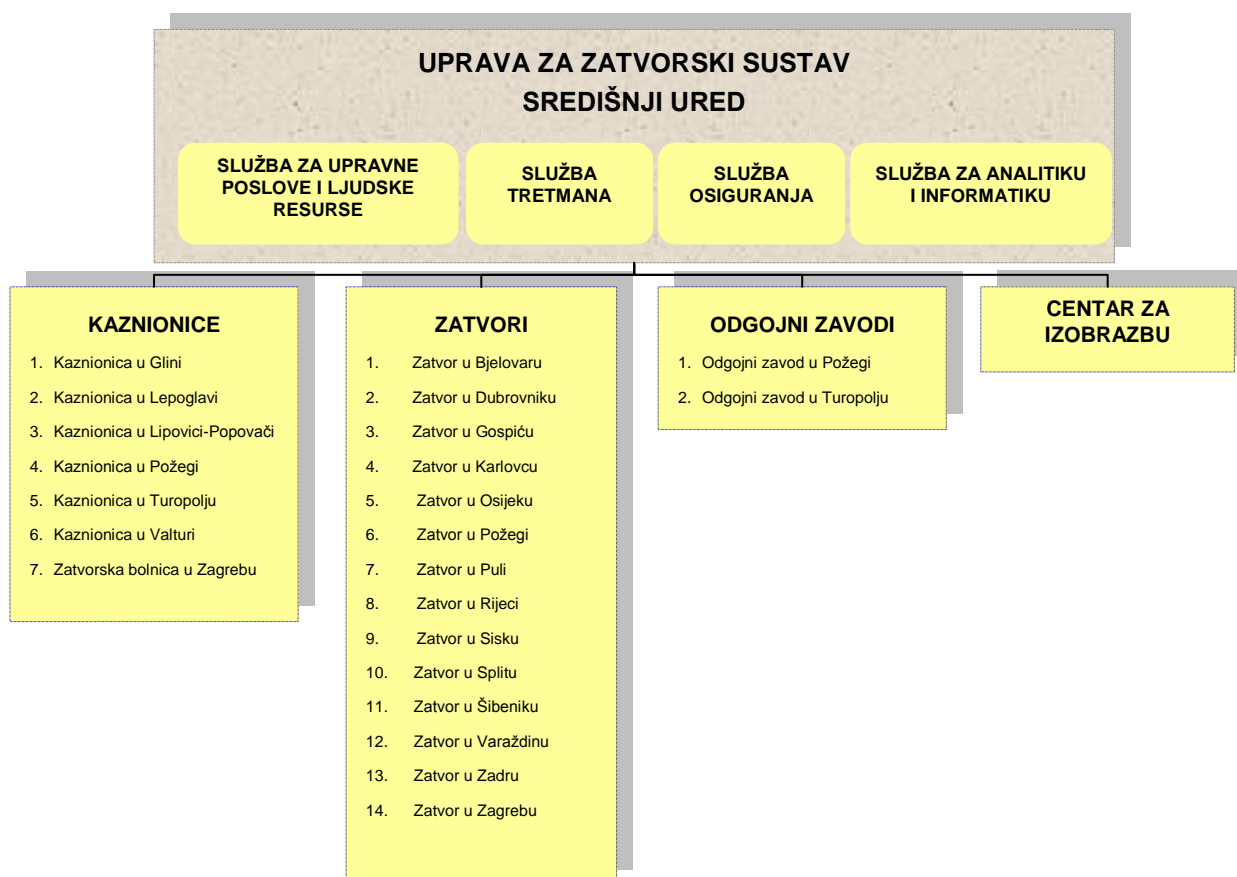 UPRAVA ZA ZATVORSKI SUSTAV
SREDIŠNJI URED
SLUŽBA ZA UPRAVNE
POSLOVE I LJUDSKE
RESURSE
SLUŽBA
TRETMANA
SLUŽBA
OSIGURANJA
SLUŽBA ZA ANALITIKU
I INFORMATIKU
KAZNIONICE
1. Kaznionica u Glini
2. Kaznionica u Lepoglavi
3. Kaznionica u Lipovici-Popovači
4. Kaznionica u Požegi
5. Kaznionica u Turopolju
6. Kaznionica u Valturi
7. Zatvorska bolnica u Zagrebu
ZATVORI
1. Zatvor u Bjelovaru
2. Zatvor u Dubrovniku
3. Zatvor u Gospiću
4. Zatvor u Karlovcu
5. Zatvor u Osijeku
6. Zatvor u Požegi
7. Zatvor u Puli
8. Zatvor u Rijeci
9. Zatvor u Sisku
10. Zatvor u Splitu
11. Zatvor u Šibeniku
12. Zatvor u Varaždinu
13. Zatvor u Zadru
14. Zatvor u Zagrebu
ODGOJNI ZAVODI
1. Odgojni zavod u Požegi
2. Odgojni zavod u Turopolju
CENTAR ZA
IZOBRAZBU